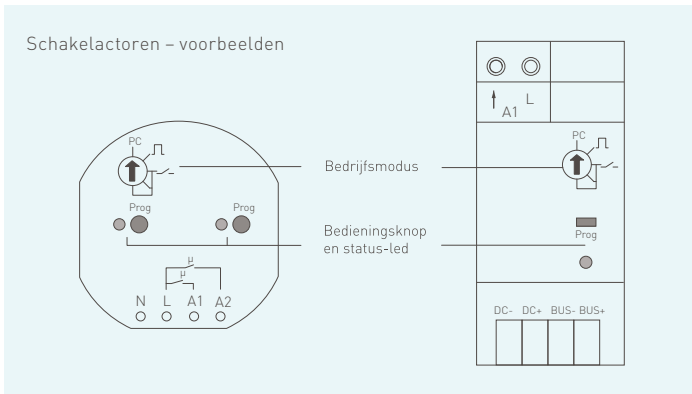 Schakelactoren – voorbeelden
PC
Prog
Prog
µ
µ
N L A1 A2
Bedrijfsmodus
Bedieningsknop
en status-led
A1 L
PC
Prog
DC- DC+ BUS- BUS+